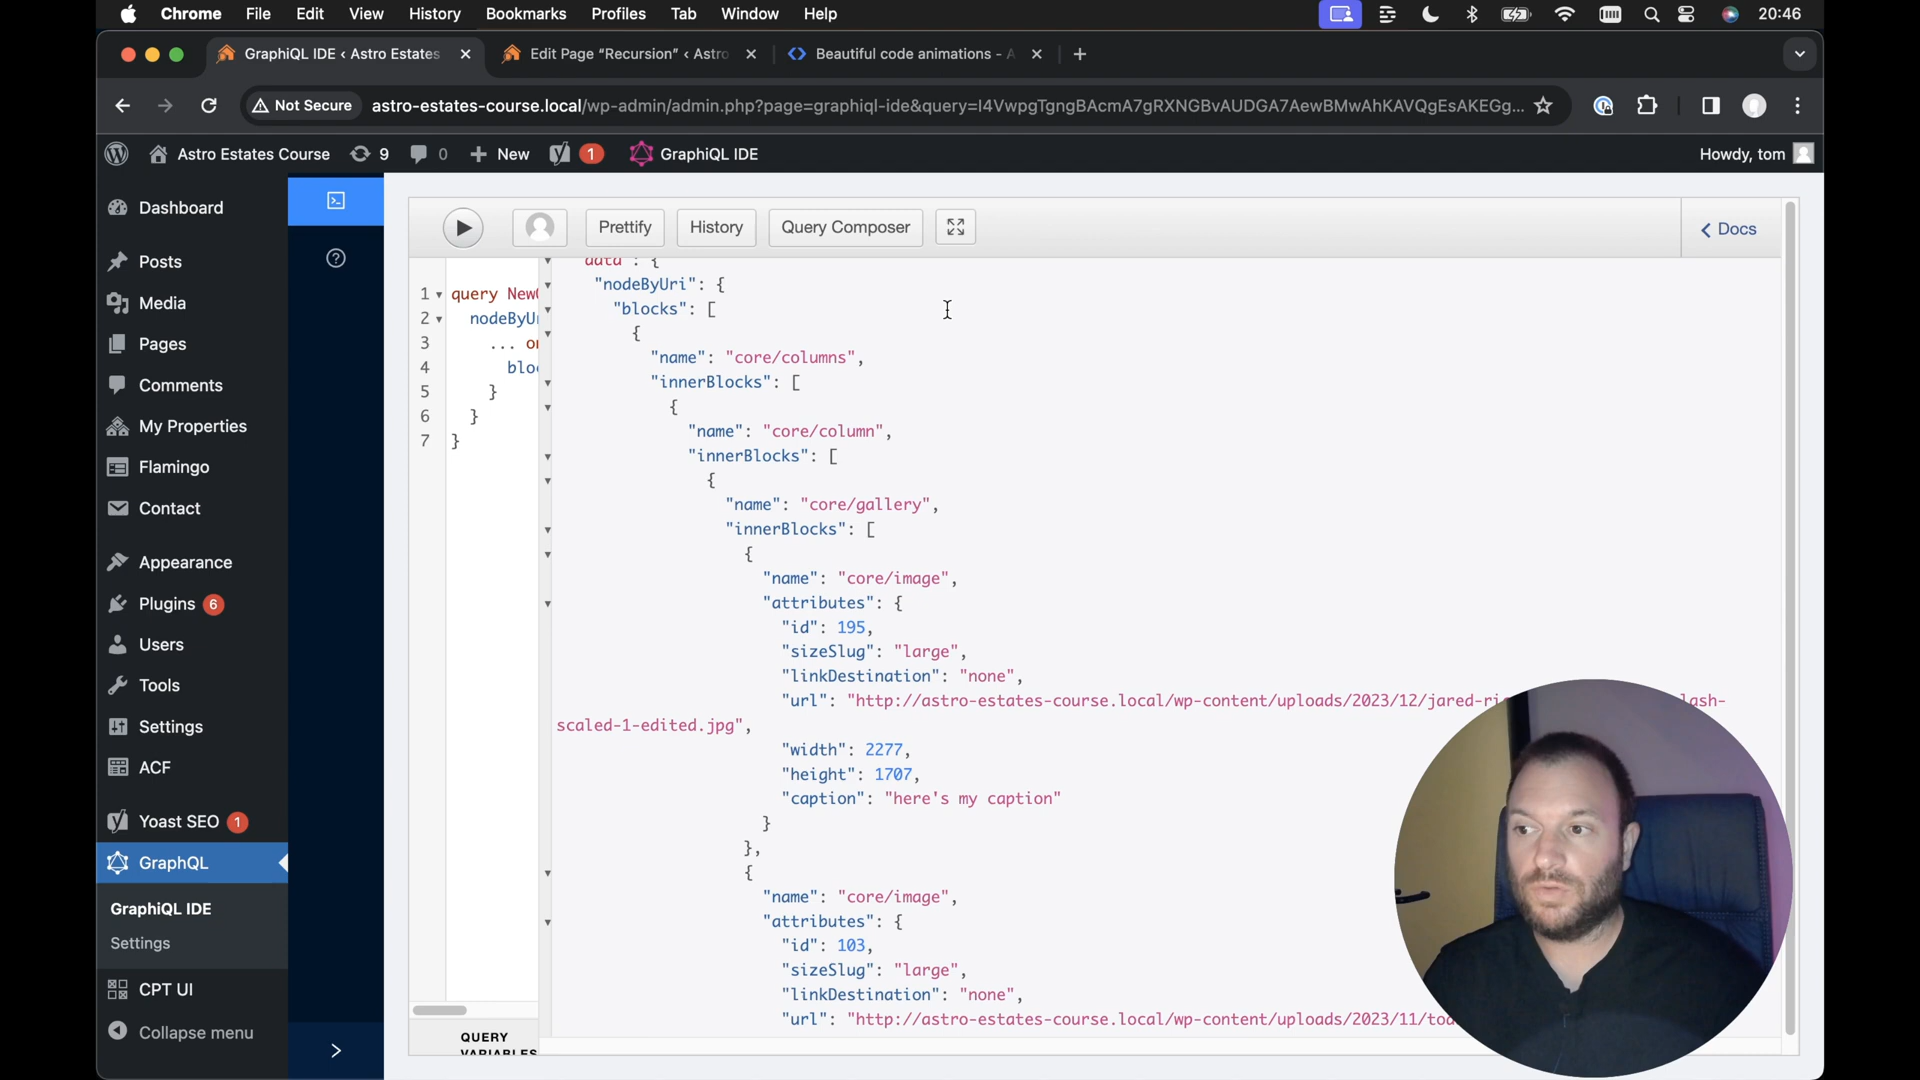 Chrome File Edit View History Bookmarks Profiles Tab Window Help 20:46
GraphiQL IDE ‹ Astro Estates
Edit Page “Recursion” ‹ Astro
Beautiful code animations -
Not Secure
astro-estates-course.local/wp-admin/admin.php?page=graphiql-ide&query=I4VwpgTgngBAcmA7gRXNGBvAUDGA7AewBMwAhKAVQgEsAKEGg...
Astro Estates Course 9 0 New 1 GraphiQL IDE Howdy, tom
Dashboard
Posts
Media
Pages
Comments
My Properties
Flamingo
Contact
Appearance
Plugins 6
Users
Tools
Settings
ACF
Yoast SEO 1
GraphQL
GraphiQL IDE
Settings
CPT UI
Collapse menu
Prettify History Query Composer Docs
1 query New
2 nodeByU
3 ... on
4 bloc
5 }
6 }
7 }
QUERY
VARIABLES
data": {
"nodeByUri": {
"blocks": [
{
"name": "core/columns",
"innerBlocks": [
{
"name": "core/column",
"innerBlocks": [
{
"name": "core/gallery",
"innerBlocks": [
{
"name": "core/image",
"attributes": {
"id": 195,
"sizeSlug": "large",
"linkDestination": "none",
"url": "http://astro-estates-course.local/wp-content/uploads/2023/12/jared-ri lash-
scaled-1-edited.jpg",
"width": 2277,
"height": 1707,
"caption": "here's my caption"
}
},
{
"name": "core/image",
"attributes": {
"id": 103,
"sizeSlug": "large",
"linkDestination": "none",
"url": "http://astro-estates-course.local/wp-content/uploads/2023/11/tod